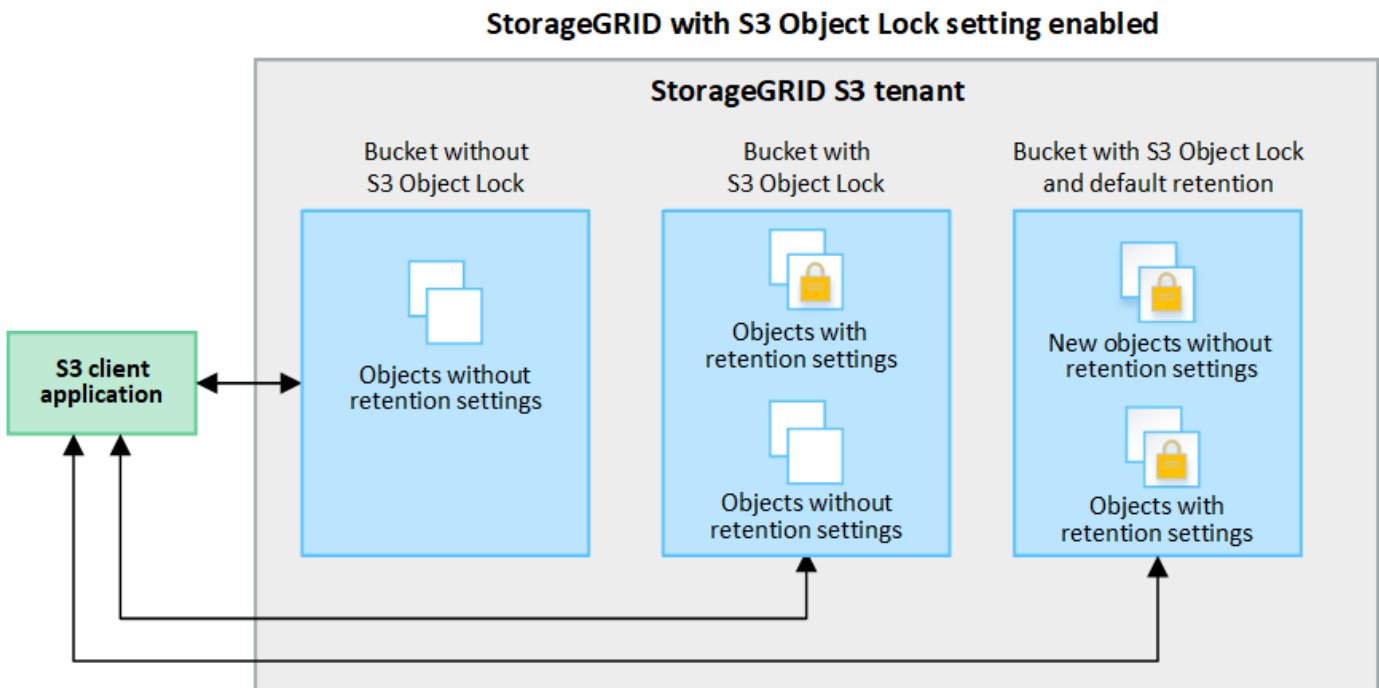 StorageGRID with S3 Object Lock setting enabled
StorageGRID S3 tenant
Bucket without
S3 Object Lock
Bucket with
S3 Object Lock
Bucket with S3 Object Lock
and default retention
S3 client
application
Objects without
retention settings
Objects with
retention settings
Objects without
retention settings
New objects without
retention settings
Objects with
retention settings